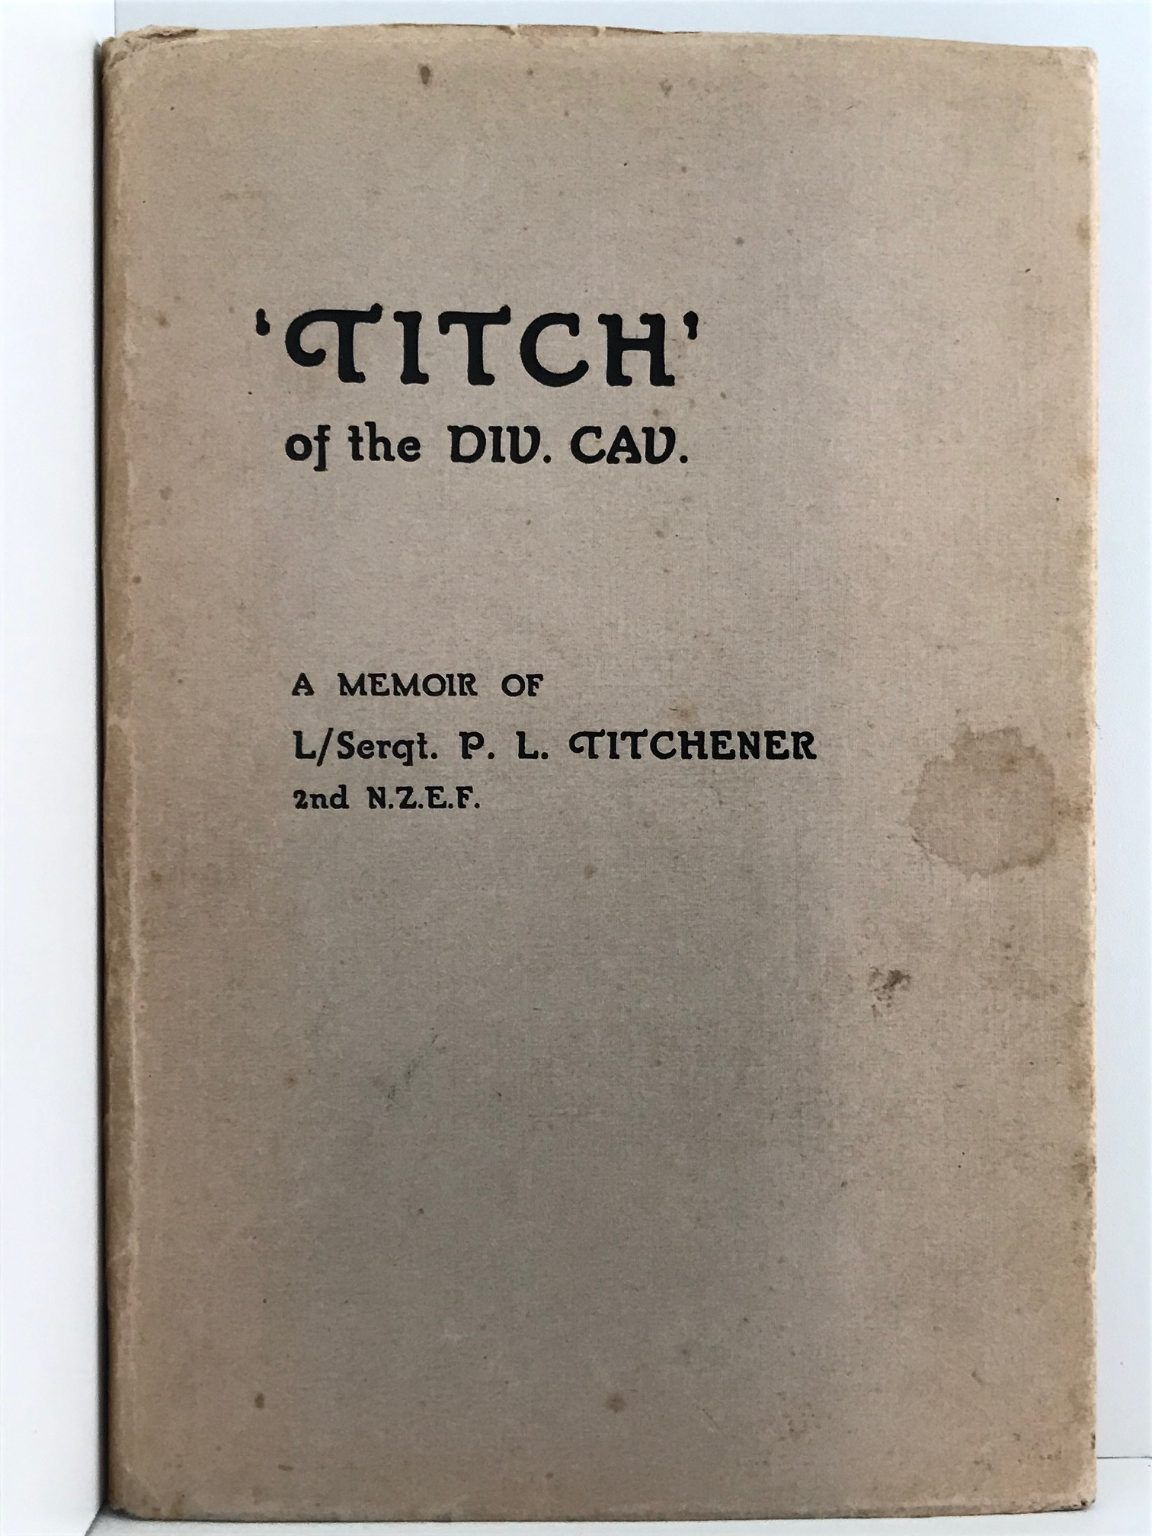 'TITCH'
of the DIV. CAV.
A MEMOIR OF
L/Sergt. P. L. TITCHENER
2nd N.Z.E.F.